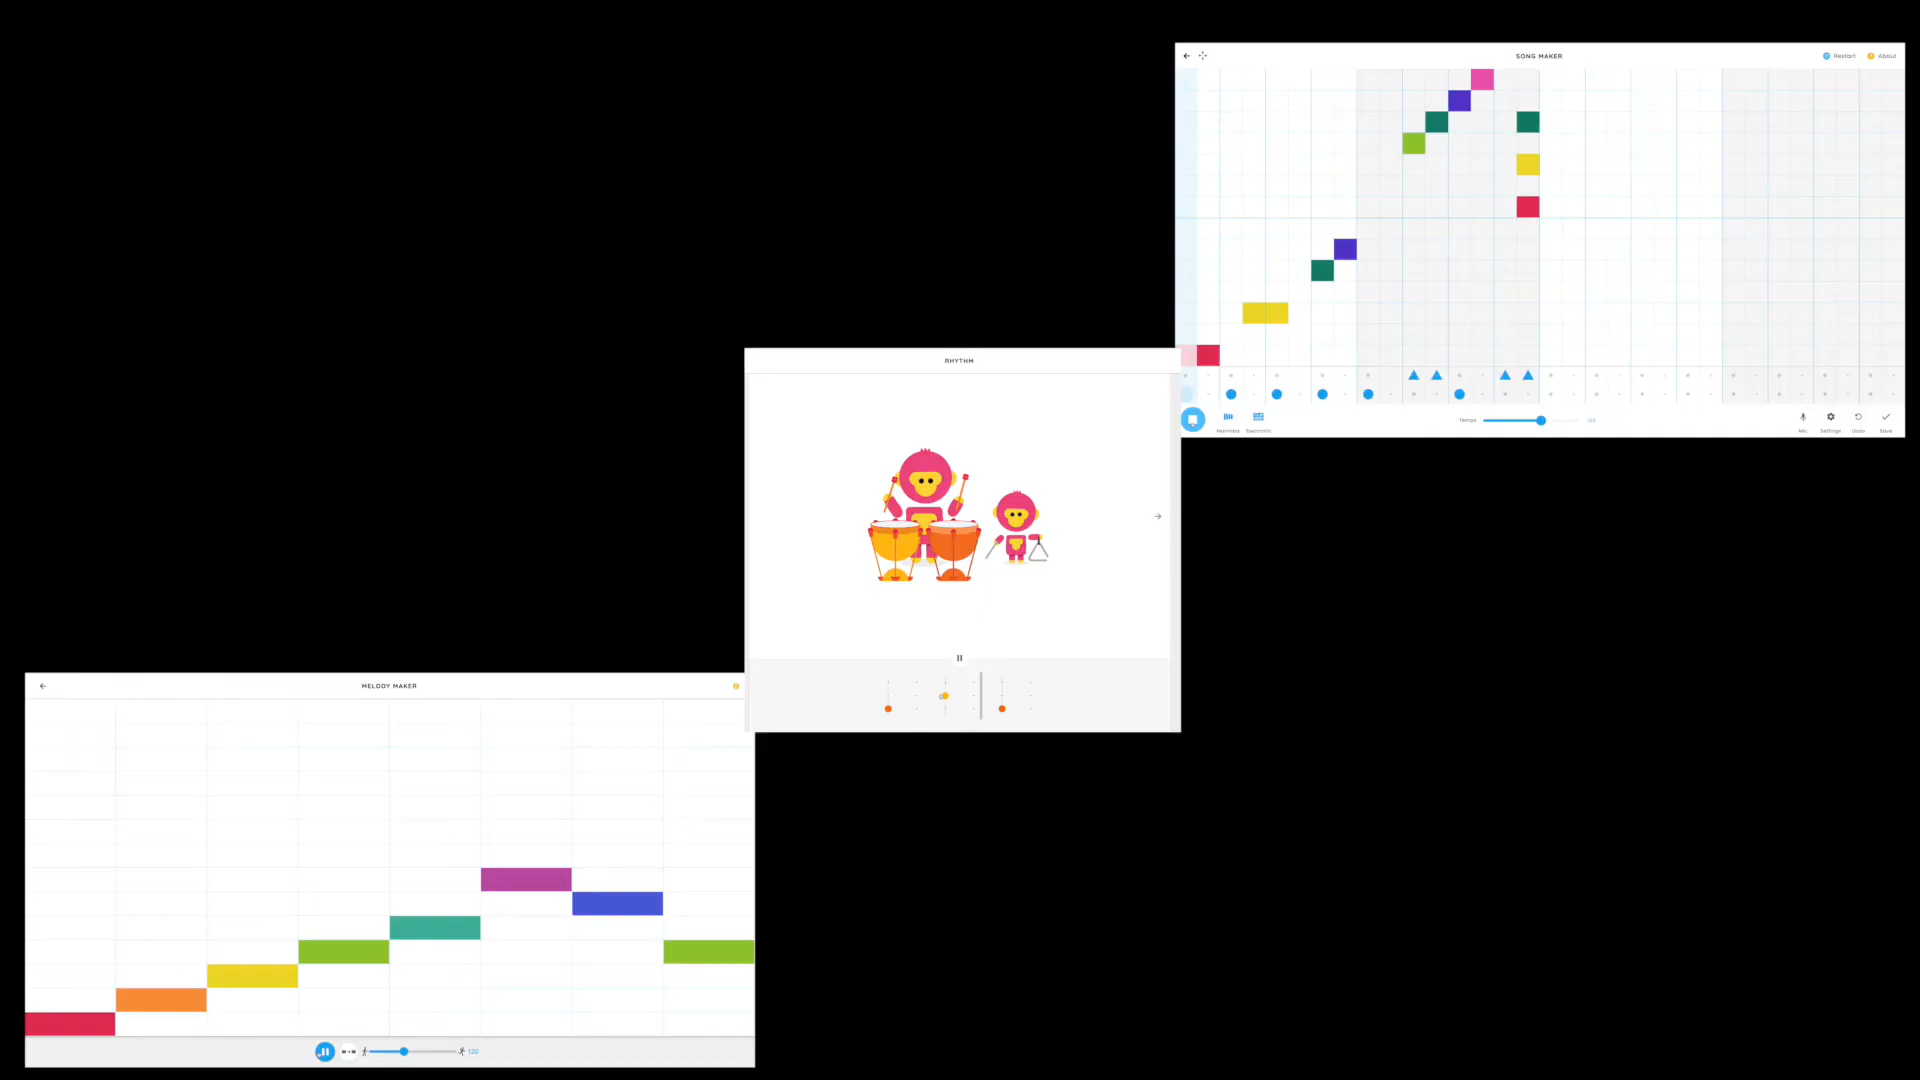 SONG MAKER
Restart
About
Tempo
120
Marimba
Electronic
Mic
Settings
Undo
Save
RHYTHM
MELODY MAKER
120